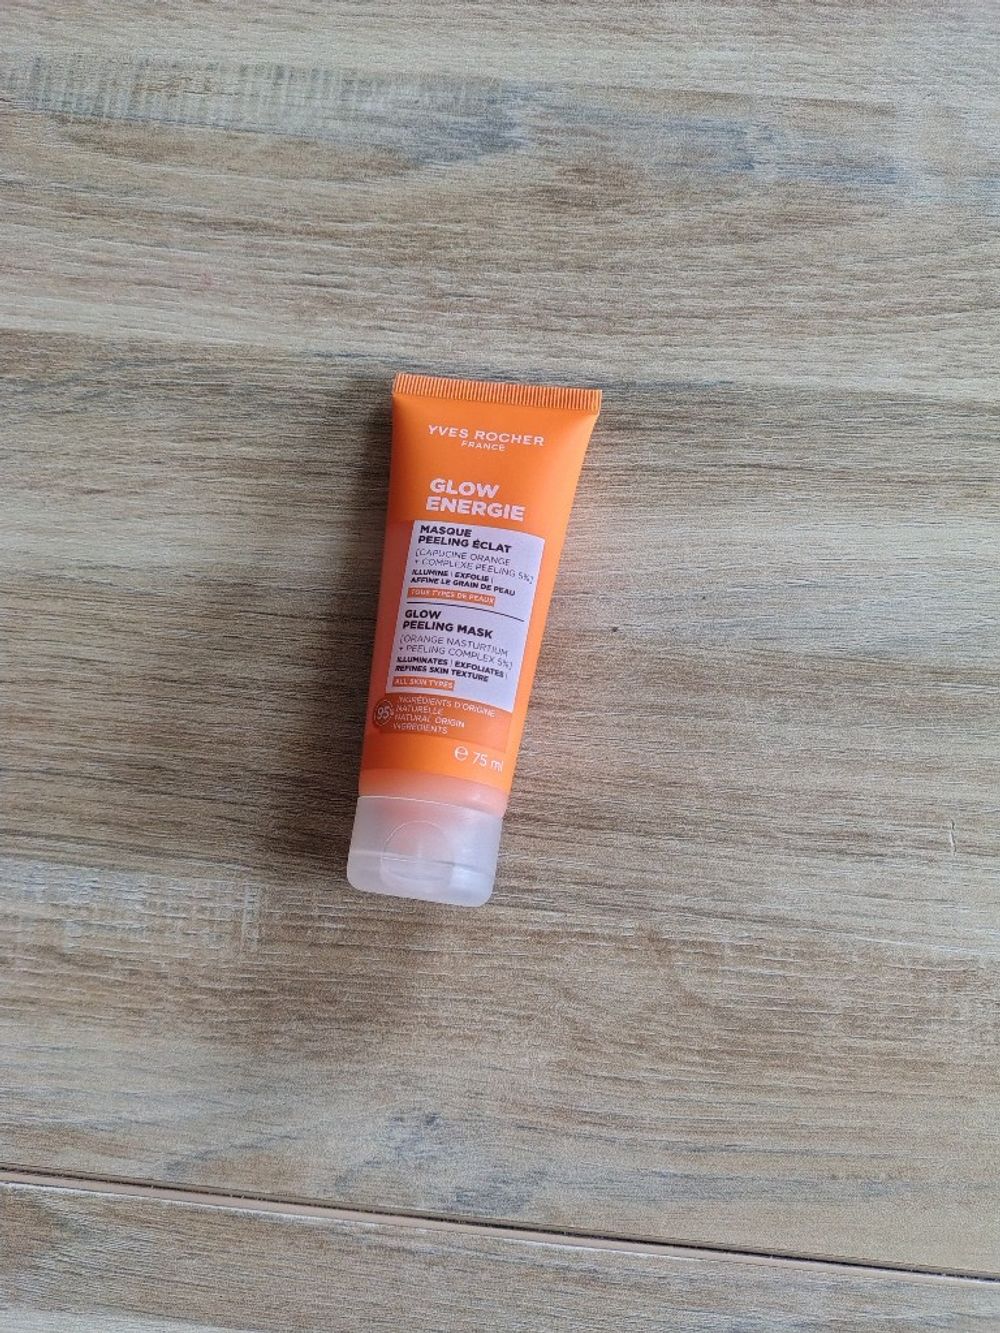 YVES ROCHER
FRANCE
GLOW
ENERGIE
MASQUE
PEELING ÉCLAT
[CAPUCINE ORANGE
+ COMPLEXE PEELING 5%]
ILLUMINE | EXFOLIE |
AFFINE LE GRAIN DE PEAU
TOUS TYPES DE PEAUX
GLOW
PEELING MASK
[ORANGE NASTURTIUM
+ PEELING COMPLEX 5%]
ILLUMINATES | EXFOLIATES |
REFINES SKIN TEXTURE
ALL SKIN TYPES
95%
INGRÉDIENTS D'ORIGINE
NATURELLE
NATURAL ORIGIN
INGREDIENTS
℮ 75 ml